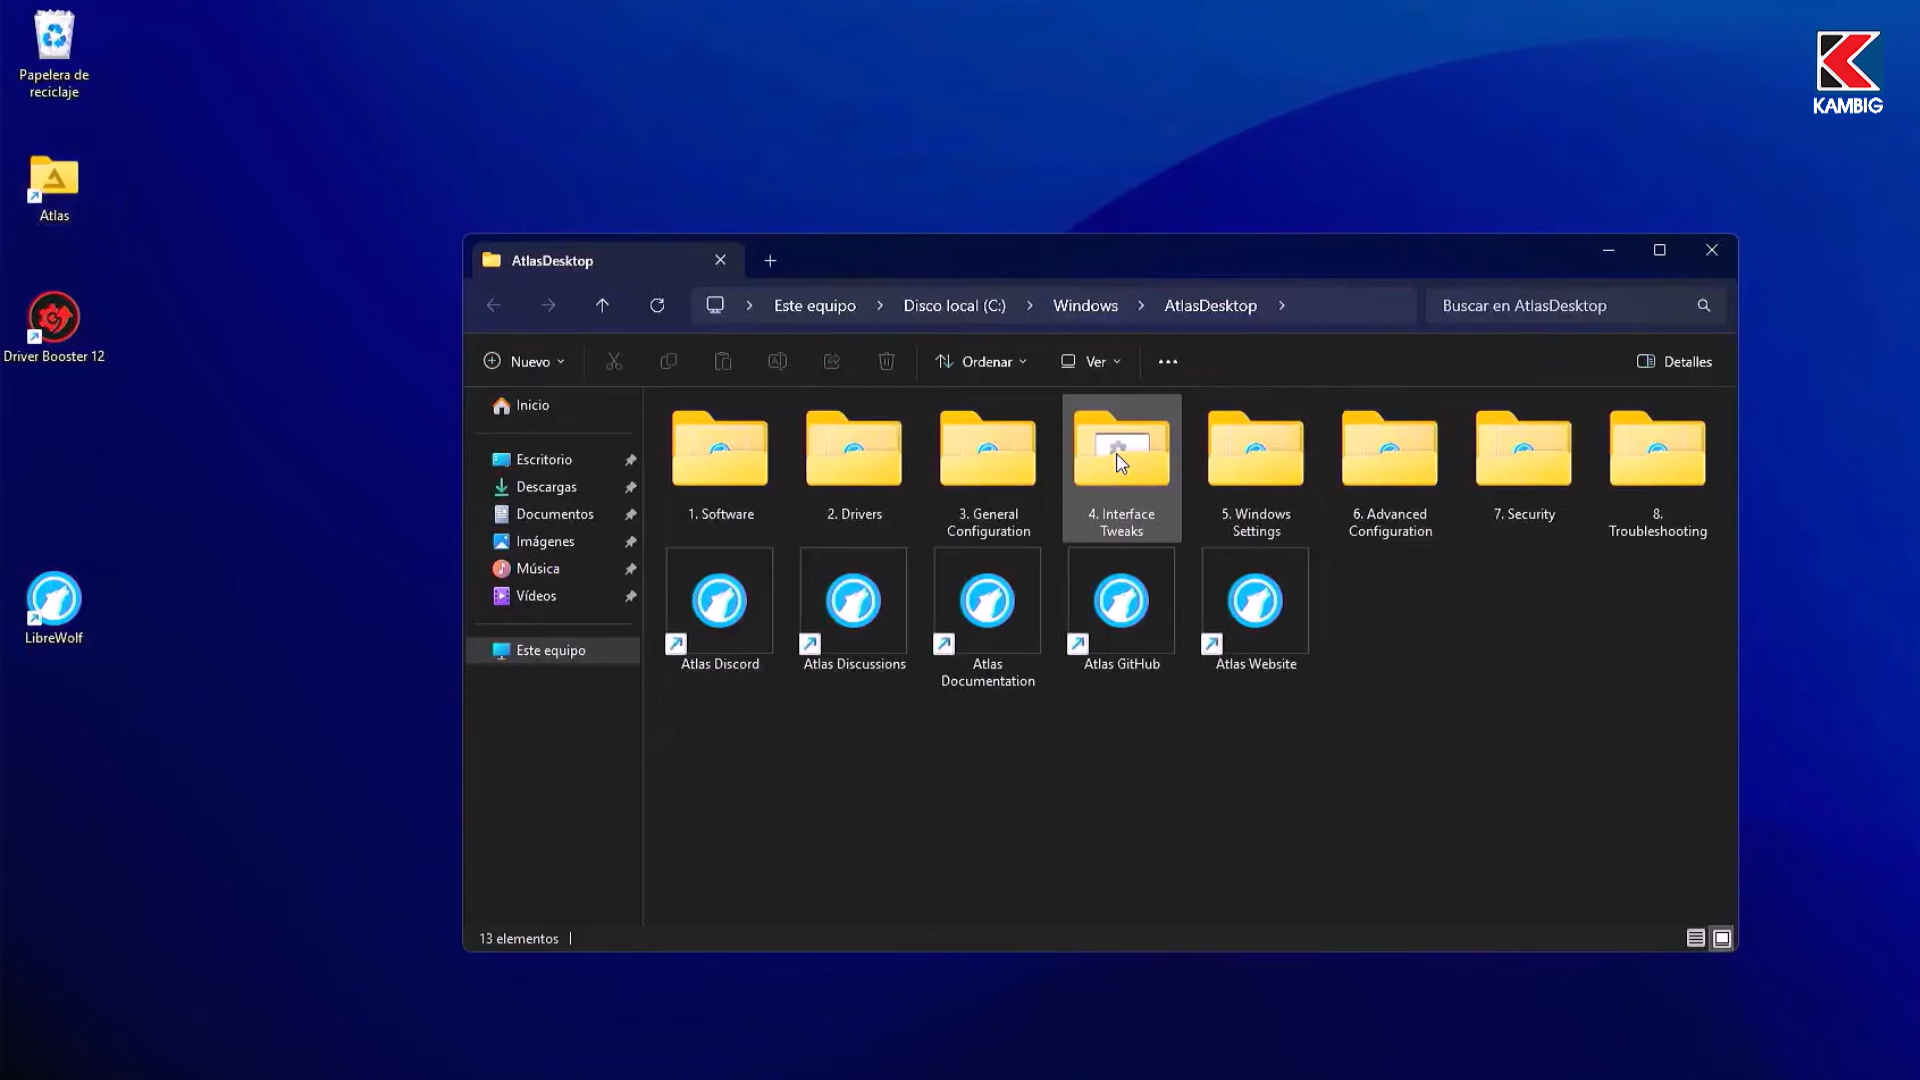 Papelera de
reciclaje
Atlas
Driver Booster 12
LibreWolf
KAMBIG
AtlasDesktop
Este equipo
Disco local (C:)
Windows
AtlasDesktop
Buscar en AtlasDesktop
Nuevo
Ordenar
Ver
Detalles
Inicio
Escritorio
Descargas
Documentos
Imágenes
Música
Vídeos
Este equipo
1. Software
2. Drivers
3. General
Configuration
4. Interface
Tweaks
5. Windows
Settings
6. Advanced
Configuration
7. Security
8.
Troubleshooting
Atlas Discord
Atlas Discussions
Atlas
Documentation
Atlas GitHub
Atlas Website
13 elementos